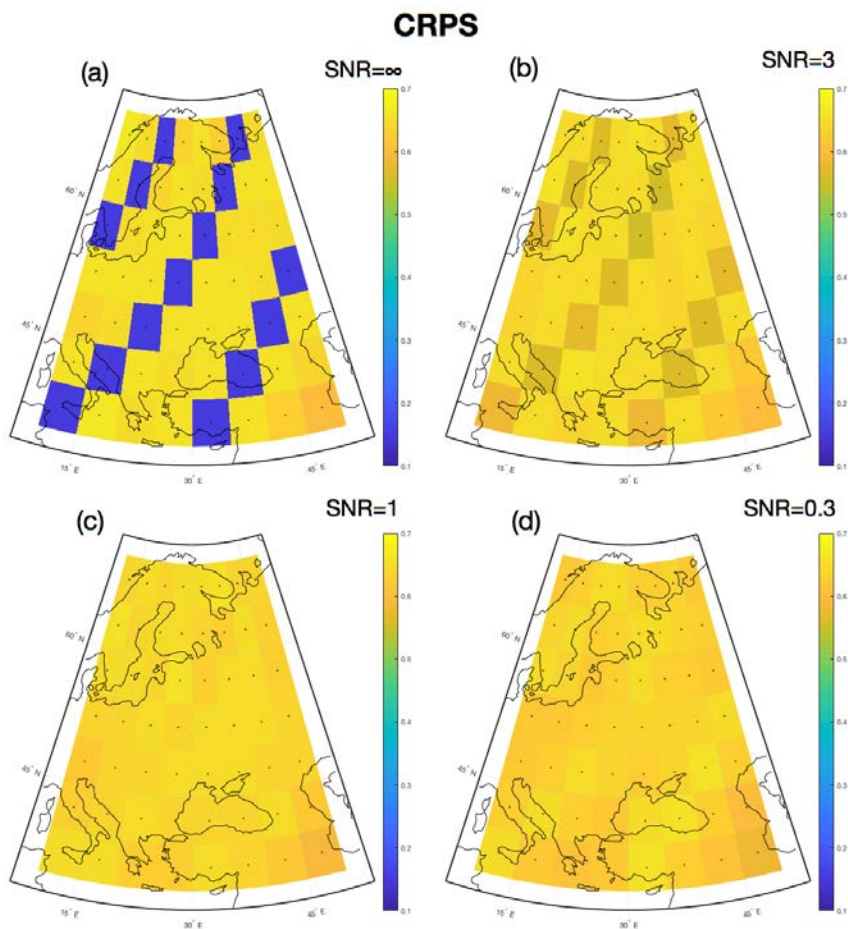 CRPS
(a)
SNR=∞
0.7
0.6
0.5
0.4
0.3
0.2
0.1
60° N
45° N
15° E
30° E
45° E
(b)
SNR=3
0.7
0.6
0.5
0.4
0.3
0.2
0.1
60° N
45° N
15° E
30° E
45° E
(c)
SNR=1
0.7
0.6
0.5
0.4
0.3
0.2
0.1
60° N
45° N
15° E
30° E
45° E
(d)
SNR=0.3
0.7
0.6
0.5
0.4
0.3
0.2
0.1
60° N
45° N
15° E
30° E
45° E